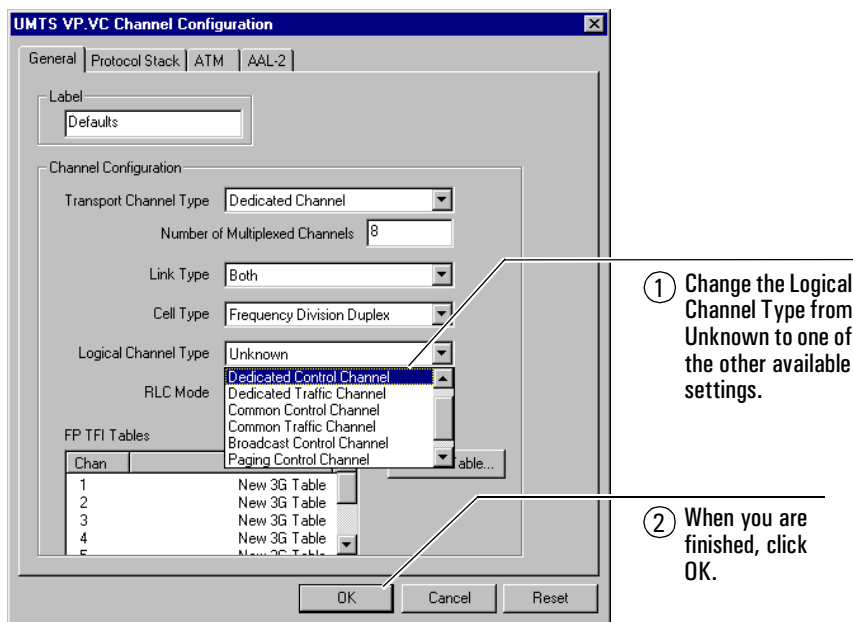 UMTS VP.VC Channel Configuration
General Protocol Stack ATM AAL-2
Label
Defaults
Channel Configuration
Transport Channel Type Dedicated Channel
Number of Multiplexed Channels 8
Link Type Both
Cell Type Frequency Division Duplex
Logical Channel Type Unknown
Dedicated Control Channel
RLC Mode Dedicated Traffic Channel
Common Control Channel
Common Traffic Channel
FP TFI Tables
Broadcast Control Channel
Paging Control Channel
able...
Chan
1 New 3G Table
2 New 3G Table
3 New 3G Table
4 New 3G Table
5 New 3G Table
OK Cancel Reset
1 Change the Logical
Channel Type from
Unknown to one of
the other available
settings.
2 When you are
finished, click
OK.